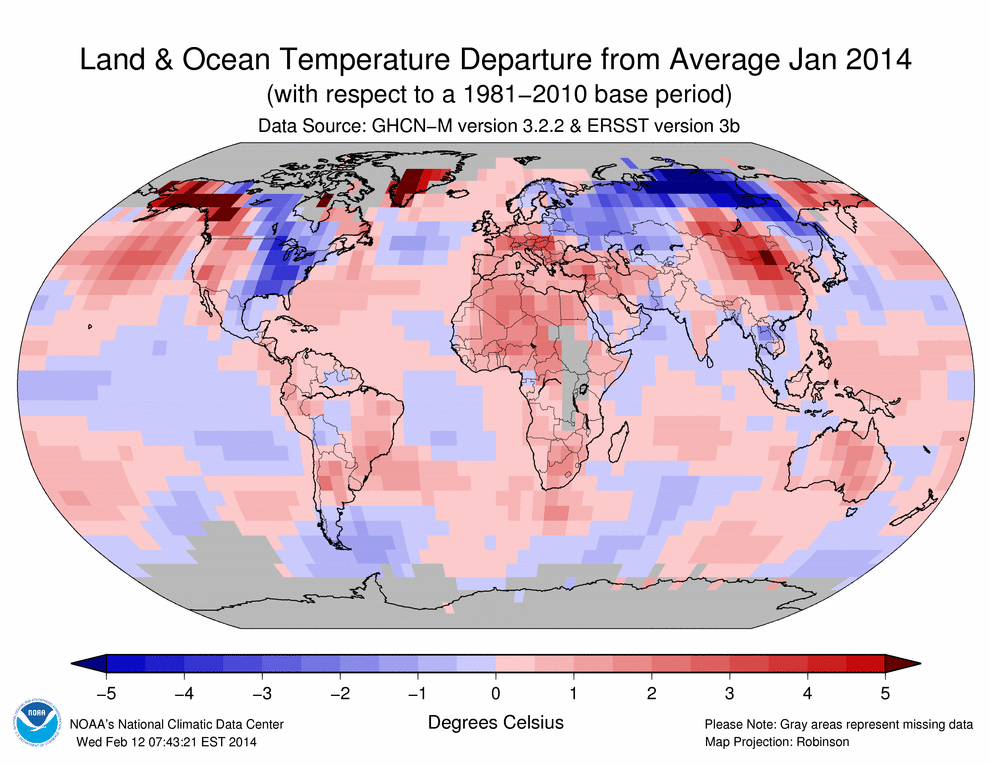 Land & Ocean Temperature Departure from Average Jan 2014
(with respect to a 1981−2010 base period)
Data Source: GHCN−M version 3.2.2 & ERSST version 3b
−5 −4 −3 −2 −1 0 1 2 3 4 5
Degrees Celsius
NOAA
NOAA's National Climatic Data Center
Wed Feb 12 07:43:21 EST 2014
Please Note: Gray areas represent missing data
Map Projection: Robinson